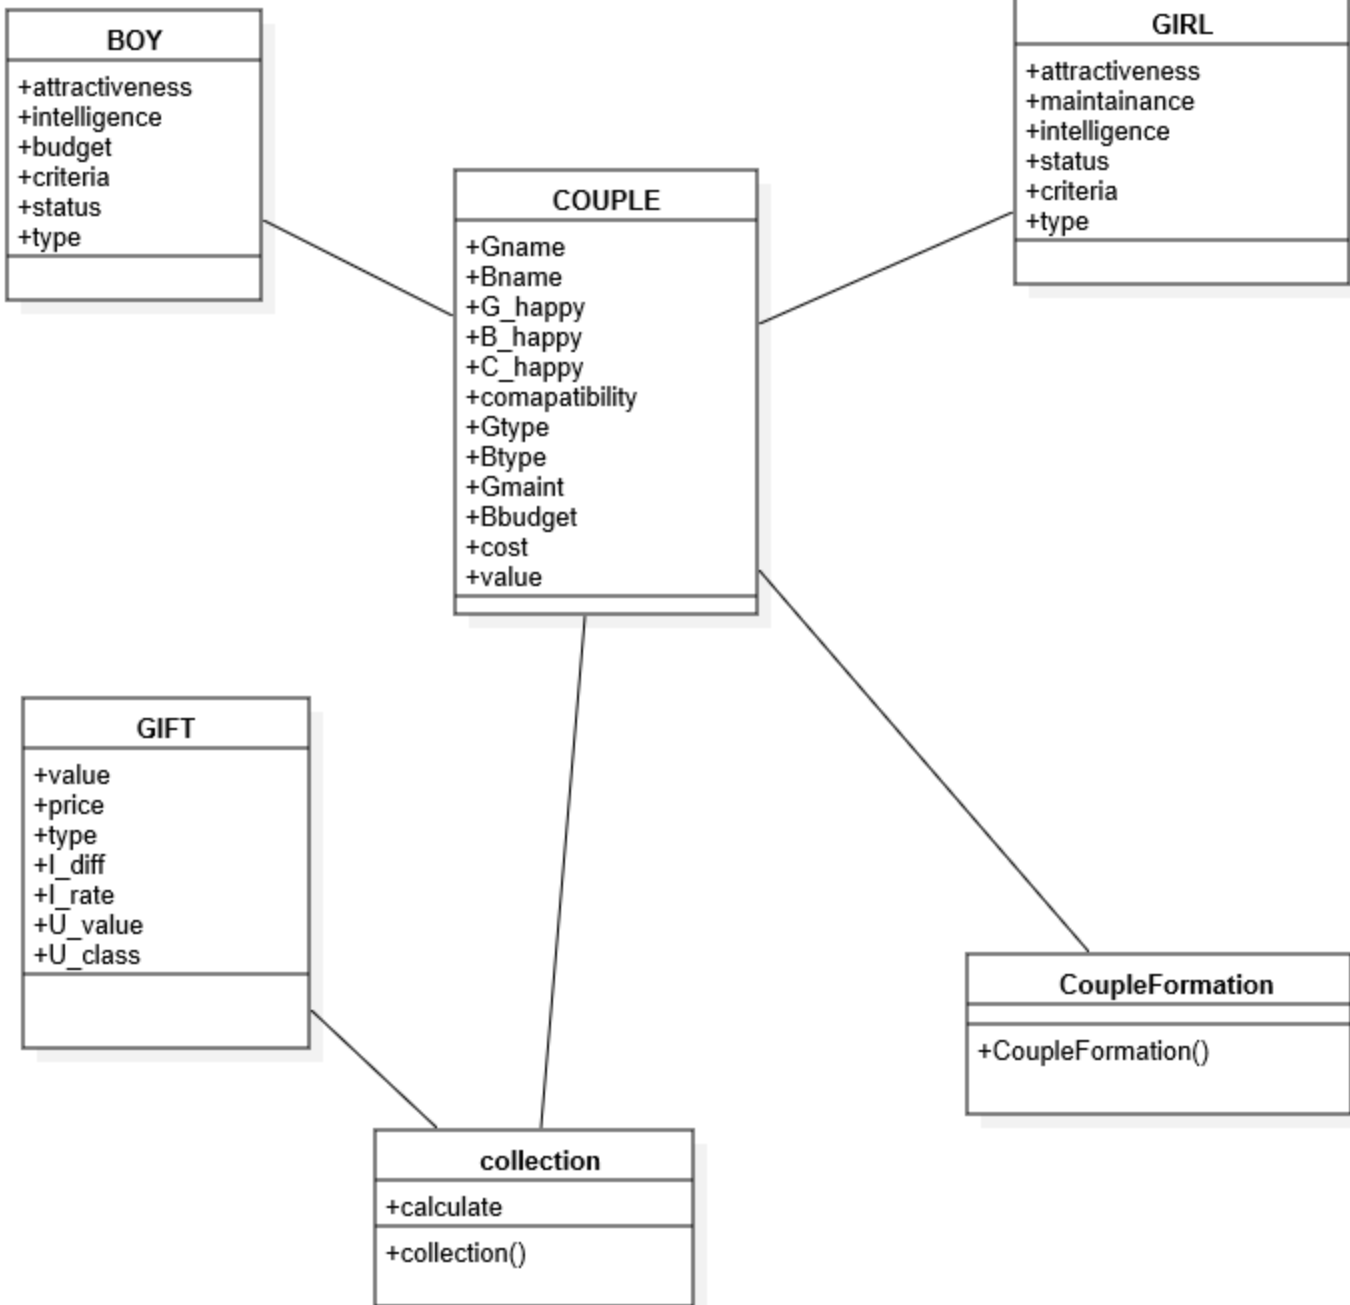 BOY
+attractiveness
+intelligence
+budget
+criteria
+status
+type
GIRL
+attractiveness
+maintainance
+intelligence
+status
+criteria
+type
COUPLE
+Gname
+Bname
+G_happy
+B_happy
+C_happy
+comapatibility
+Gtype
+Btype
+Gmaint
+Bbudget
+cost
+value
GIFT
+value
+price
+type
+I_diff
+I_rate
+U_value
+U_class
CoupleFormation
+CoupleFormation()
collection
+calculate
+collection()